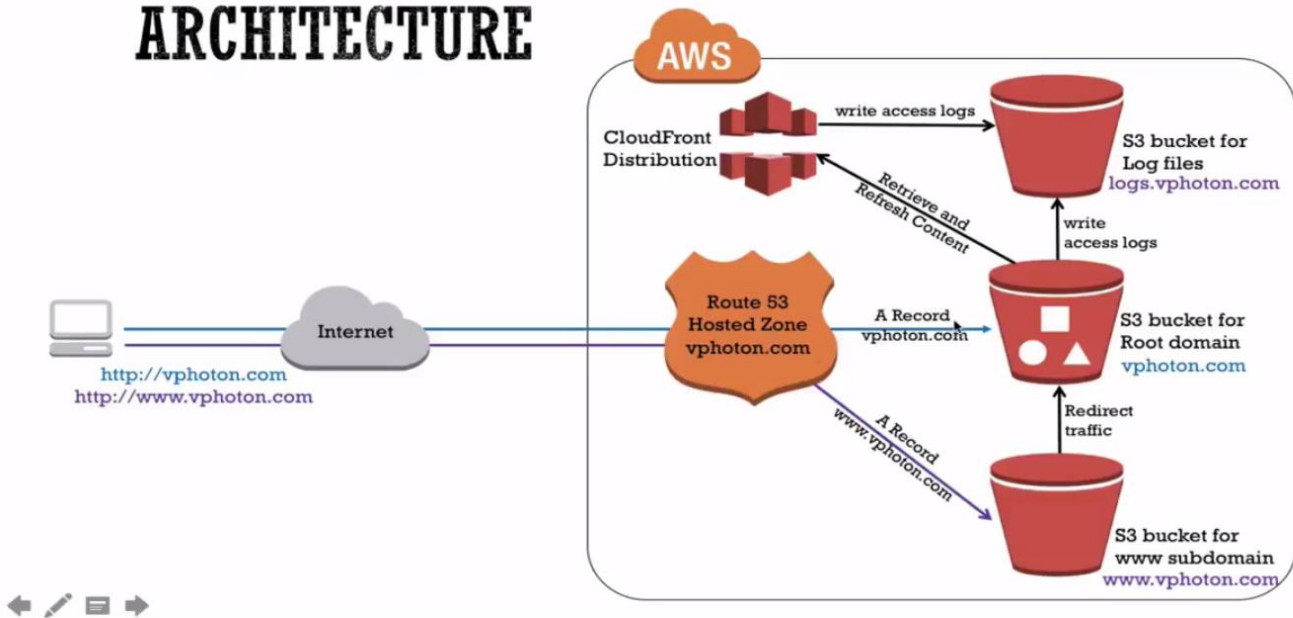 ARCHITECTURE
AWS
CloudFront
Distribution
write access logs
S3 bucket for
Log files
logs.vphoton.com
Retrieve and
Refresh Content
write
access logs
Internet
http://vphoton.com
http://www.vphoton.com
Route 53
Hosted Zone
vphoton.com
A Record
vphoton.com
S3 bucket for
Root domain
vphoton.com
A Record
www.vphoton.com
Redirect
traffic
S3 bucket for
www subdomain
www.vphoton.com